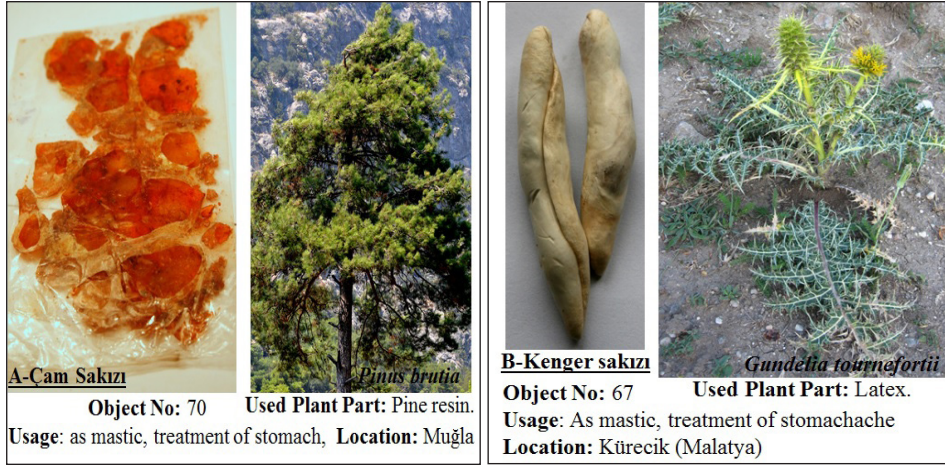 A-Çam Sakızı
Pinus brutia
Object No: 70
Used Plant Part: Pine resin.
Usage: as mastic, treatment of stomach, Location: Muğla
B-Kenger sakızı
Gundelia tournefortii
Object No: 67
Used Plant Part: Latex.
Usage: As mastic, treatment of stomachache
Location: Kürecik (Malatya)